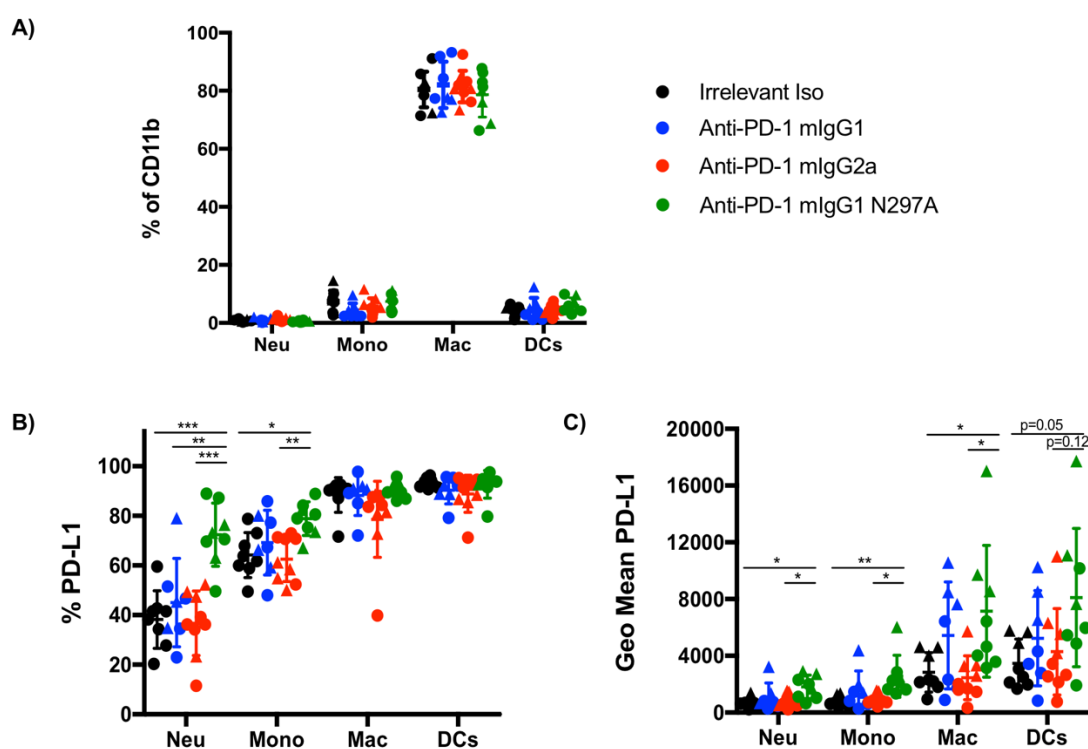 A)
100
80
60
40
20
0
% of CD11b
Neu Mono Mac DCs
Irrelevant Iso
Anti-PD-1 mIgG1
Anti-PD-1 mIgG2a
Anti-PD-1 mIgG1 N297A
B)
*** *
** **
***
100
80
60
40
20
0
% PD-L1
Neu Mono Mac DCs
C)
20000
16000
12000
8000
4000
0
Geo Mean PD-L1
* p=0.05
* p=0.12
* **
* *
Neu Mono Mac DCs